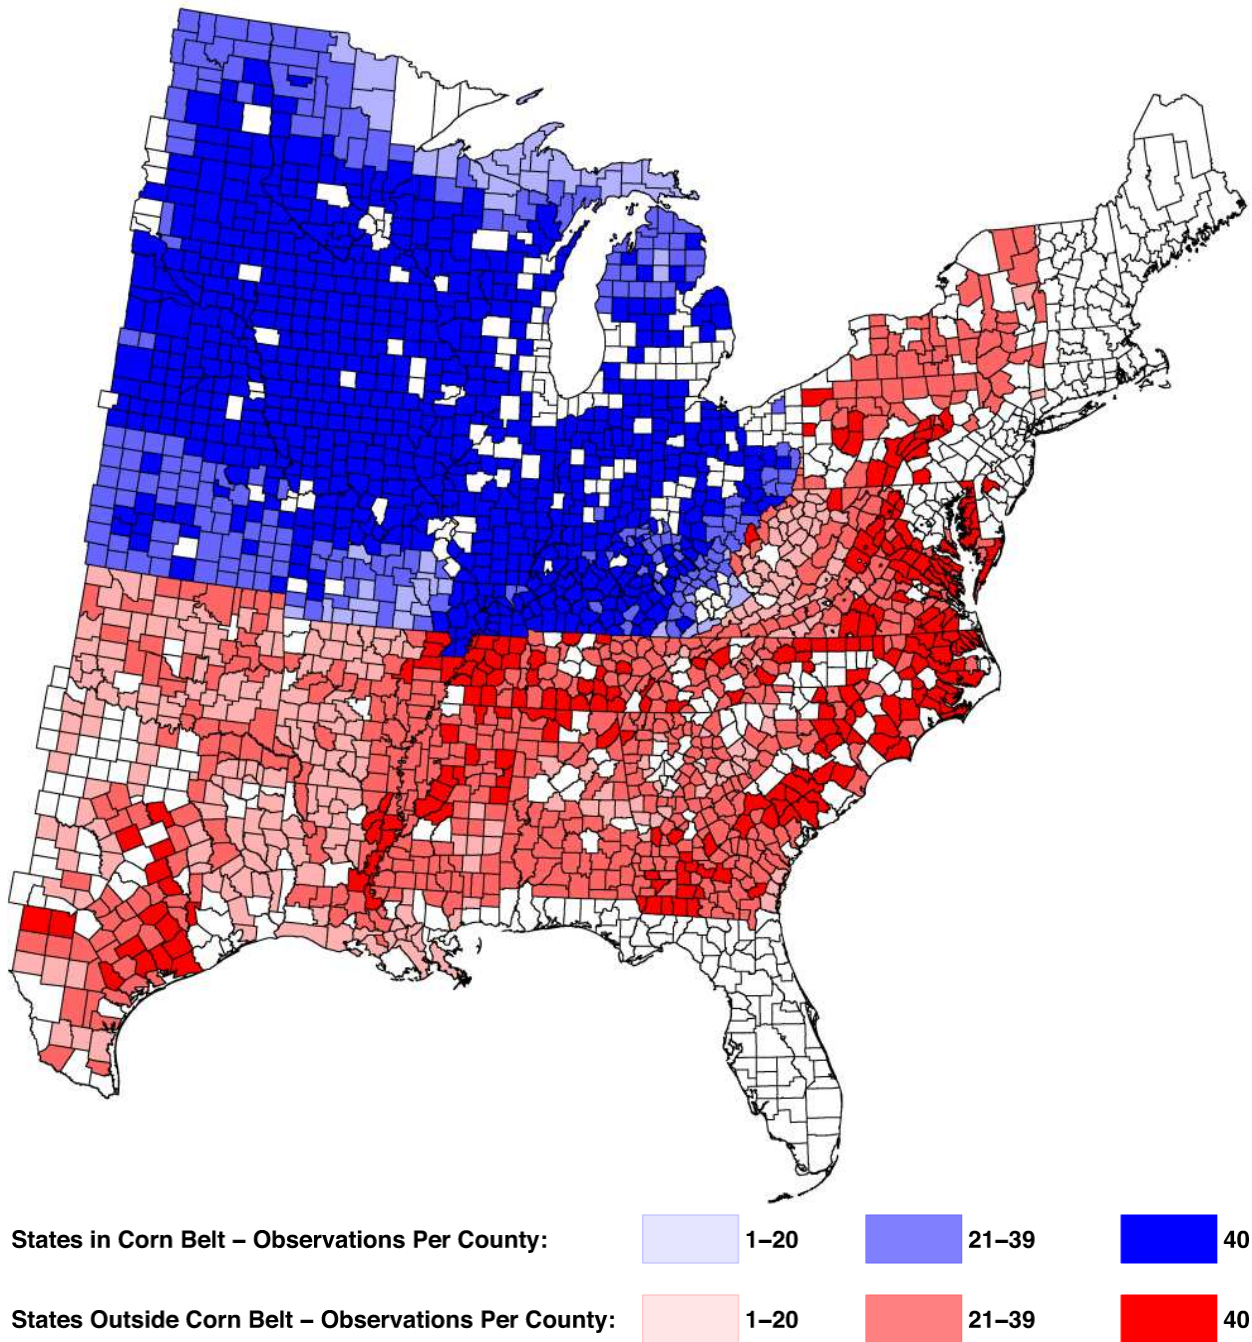 States in Corn Belt – Observations Per County: 1–20 21–39 40
States Outside Corn Belt – Observations Per County: 1–20 21–39 40